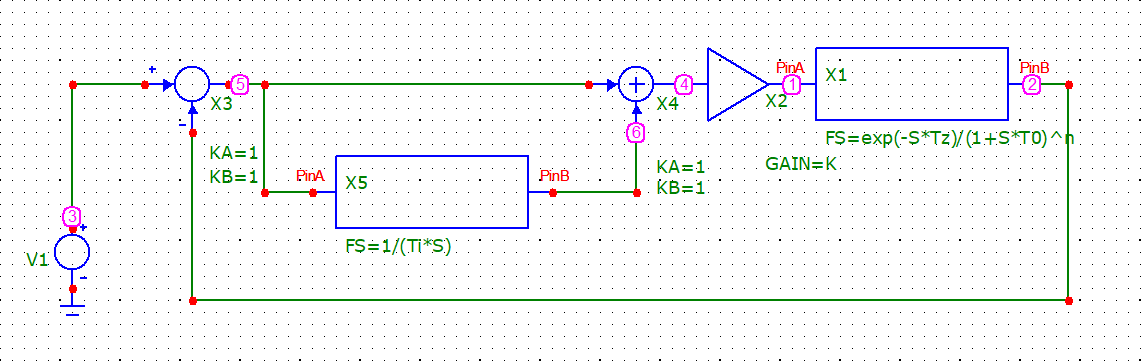 +
PinA
X1
PinB
5
4
1
2
X3
X4
X2
-
6
FS=exp(-S*Tz)/(1+S*T0)^n
KA=1
KB=1
PinA
X5
PinB
KA=1
KB=1
GAIN=K
3
+
FS=1/(Ti*S)
V1
-